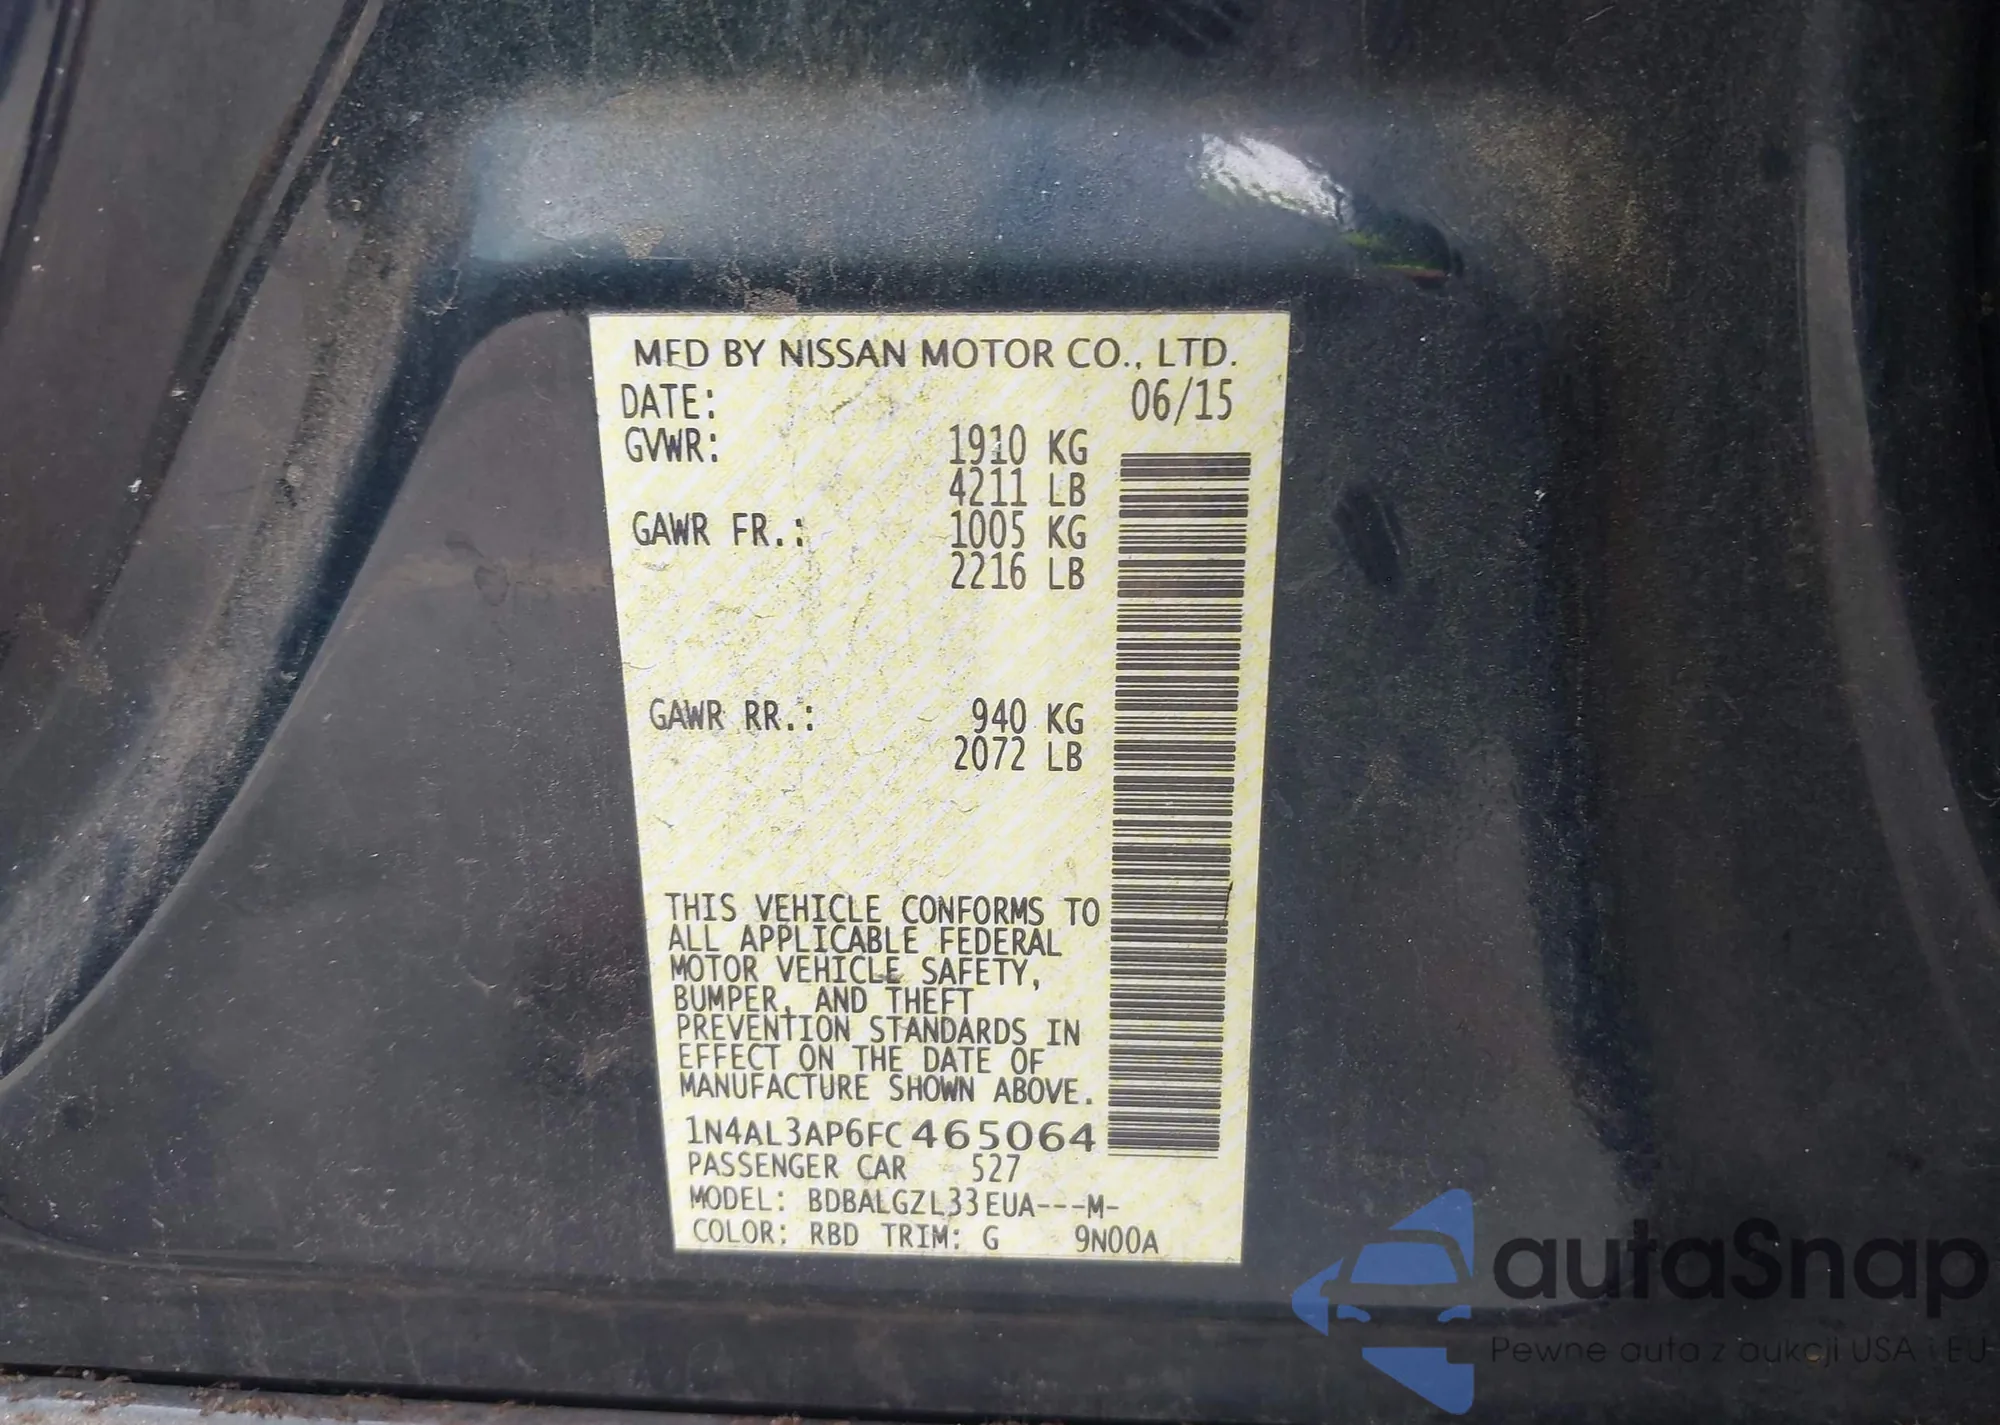 MFD BY NISSAN MOTOR CO., LTD.
DATE: 06/15
GVWR: 1910 KG
4211 LB
GAWR FR.: 1005 KG
2216 LB
GAWR RR.: 940 KG
2072 LB
THIS VEHICLE CONFORMS TO
ALL APPLICABLE FEDERAL
MOTOR VEHICLE SAFETY,
BUMPER, AND THEFT
PREVENTION STANDARDS IN
EFFECT ON THE DATE OF
MANUFACTURE SHOWN ABOVE.
1N4AL3AP6FC465064
PASSENGER CAR 527
MODEL: BDBALGZL33EUA---M-
COLOR: RBD TRIM: G 9N00A
autaSnap
Pewne auta z aukcji USA i EU